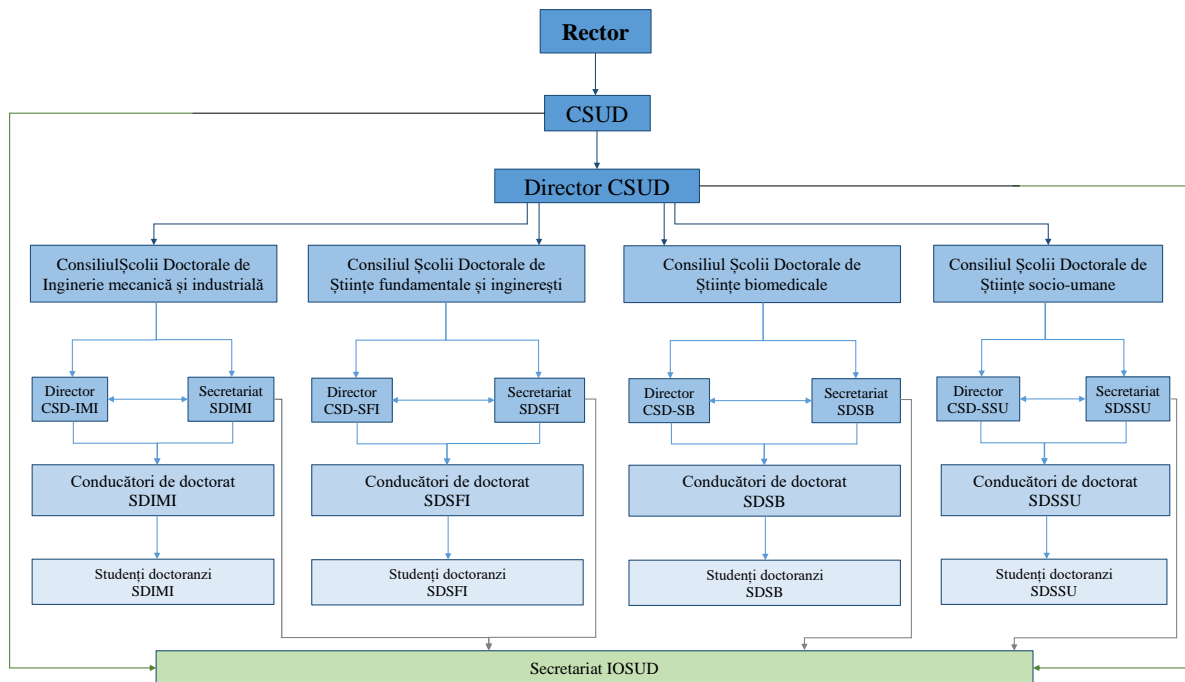 Rector
CSUD
Director CSUD
ConsiliulȘcolii Doctorale de
Inginerie mecanică și industrială
Consiliul Școlii Doctorale de
Științe fundamentale și inginerești
Consiliul Școlii Doctorale de
Științe biomedicale
Consiliul Școlii Doctorale de
Științe socio-umane
Director
CSD-IMI
Secretariat
SDIMI
Director
CSD-SFI
Secretariat
SDSFI
Director
CSD-SB
Secretariat
SDSB
Director
CSD-SSU
Secretariat
SDSSU
Conducători de doctorat
SDIMI
Conducători de doctorat
SDSFI
Conducători de doctorat
SDSB
Conducători de doctorat
SDSSU
Studenți doctoranzi
SDIMI
Studenți doctoranzi
SDSFI
Studenți doctoranzi
SDSB
Studenți doctoranzi
SDSSU
Secretariat IOSUD